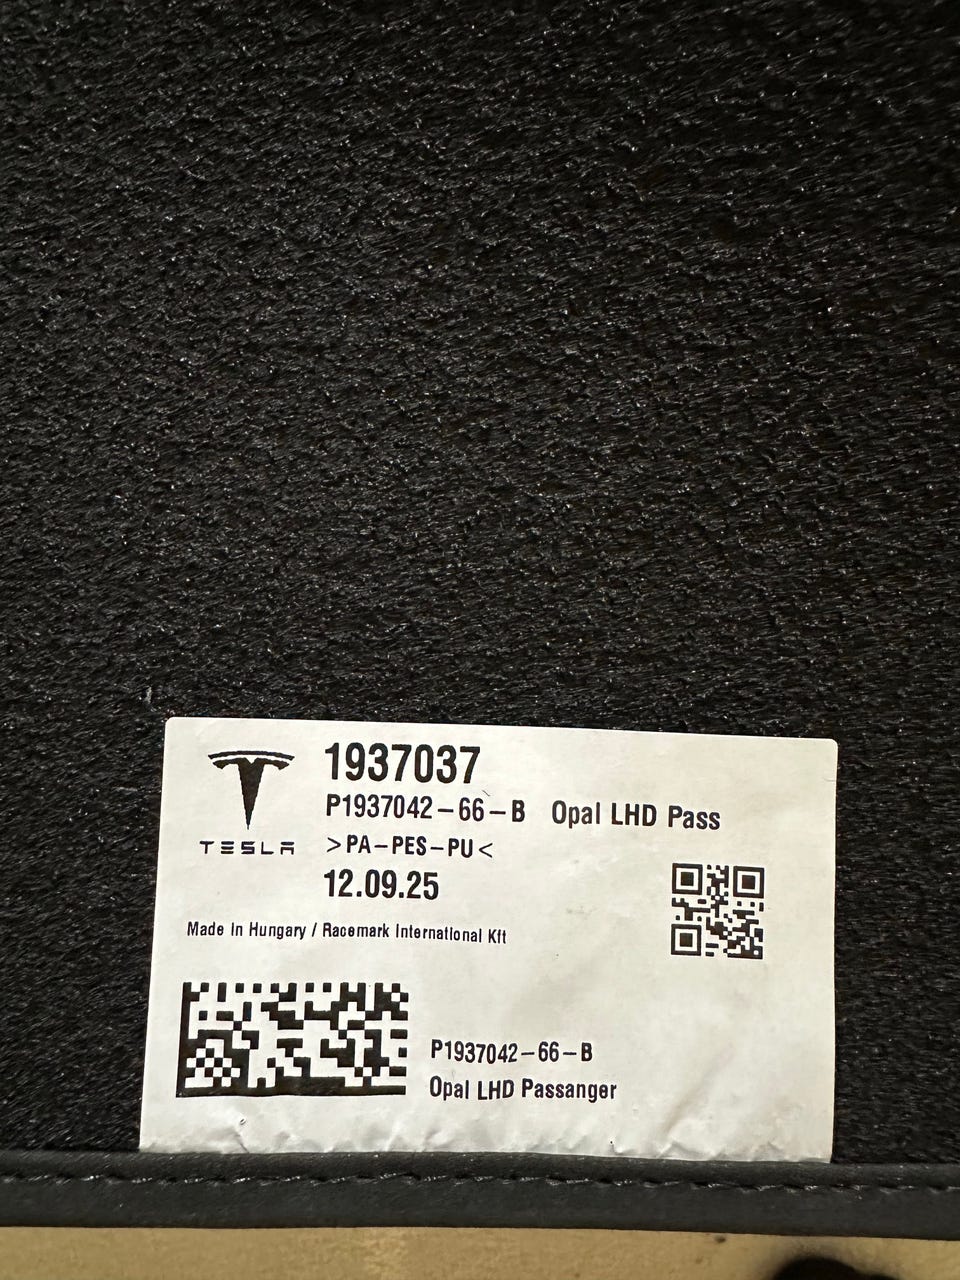 1937037
P1937042-66-B Opal LHD Pass
TESLA
>PA-PES-PU<
12.09.25
Made In Hungary / Racemark International Kft
P1937042-66-B
Opal LHD Passanger